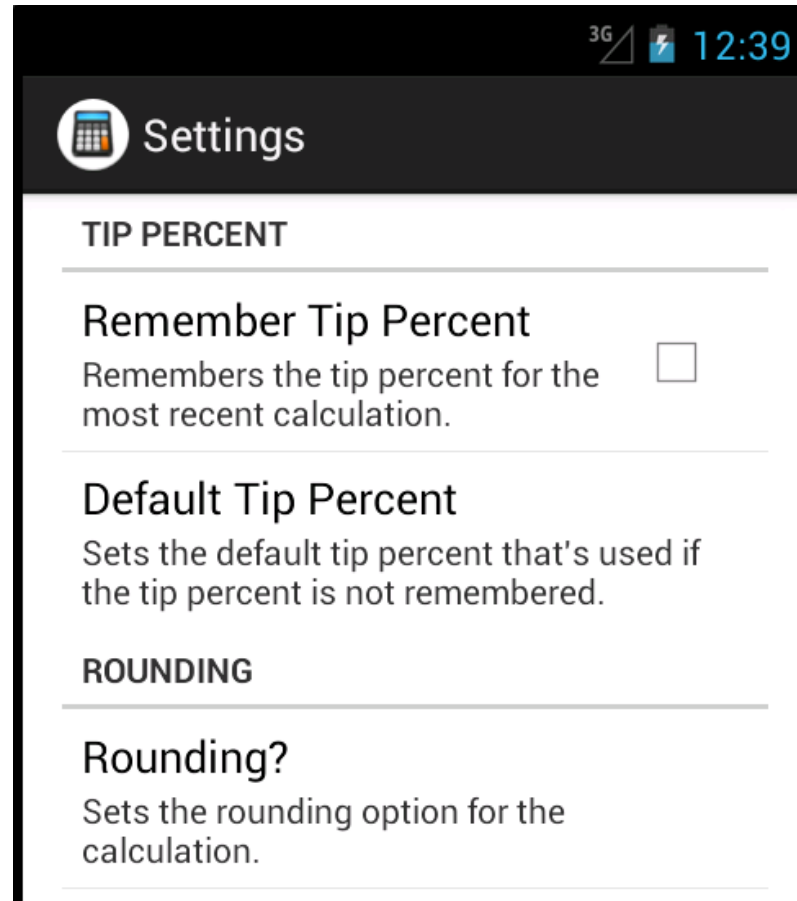 3G 12:39
Settings
TIP PERCENT
Remember Tip Percent
Remembers the tip percent for the
most recent calculation.
Default Tip Percent
Sets the default tip percent that's used if
the tip percent is not remembered.
ROUNDING
Rounding?
Sets the rounding option for the
calculation.